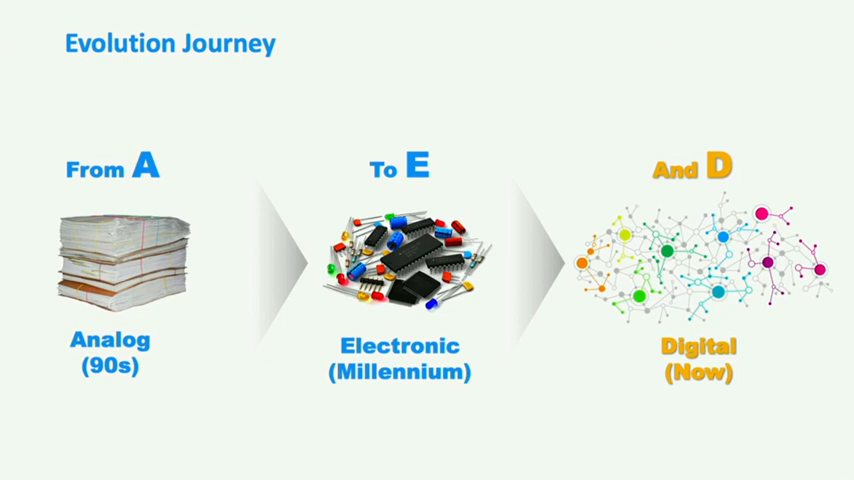 Evolution Journey
From A
To E
And D
Analog
(90s)
Electronic
(Millennium)
Digital
(Now)